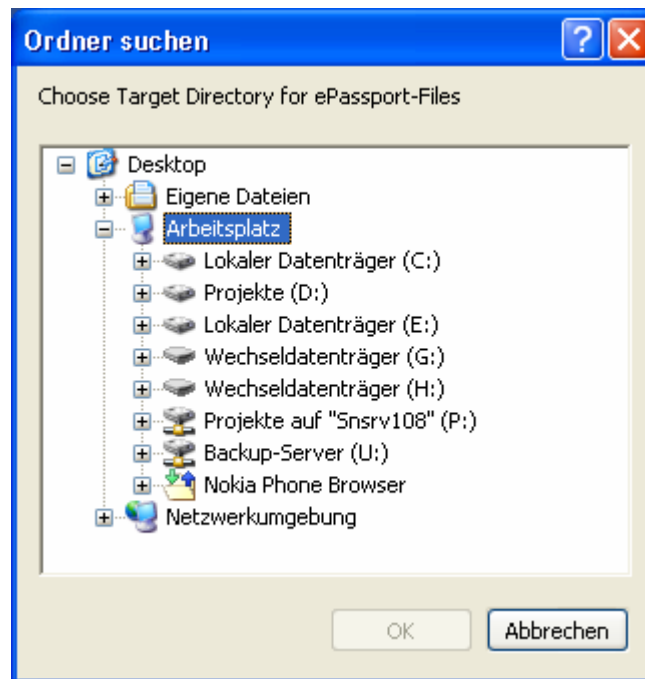 Ordner suchen
Choose Target Directory for ePassport-Files
Desktop
Eigene Dateien
Arbeitsplatz
Lokaler Datenträger (C:)
Projekte (D:)
Lokaler Datenträger (E:)
Wechseldatenträger (G:)
Wechseldatenträger (H:)
Projekte auf "Snsrv108" (P:)
Backup-Server (U:)
Nokia Phone Browser
Netzwerkumgebung
OK Abbrechen